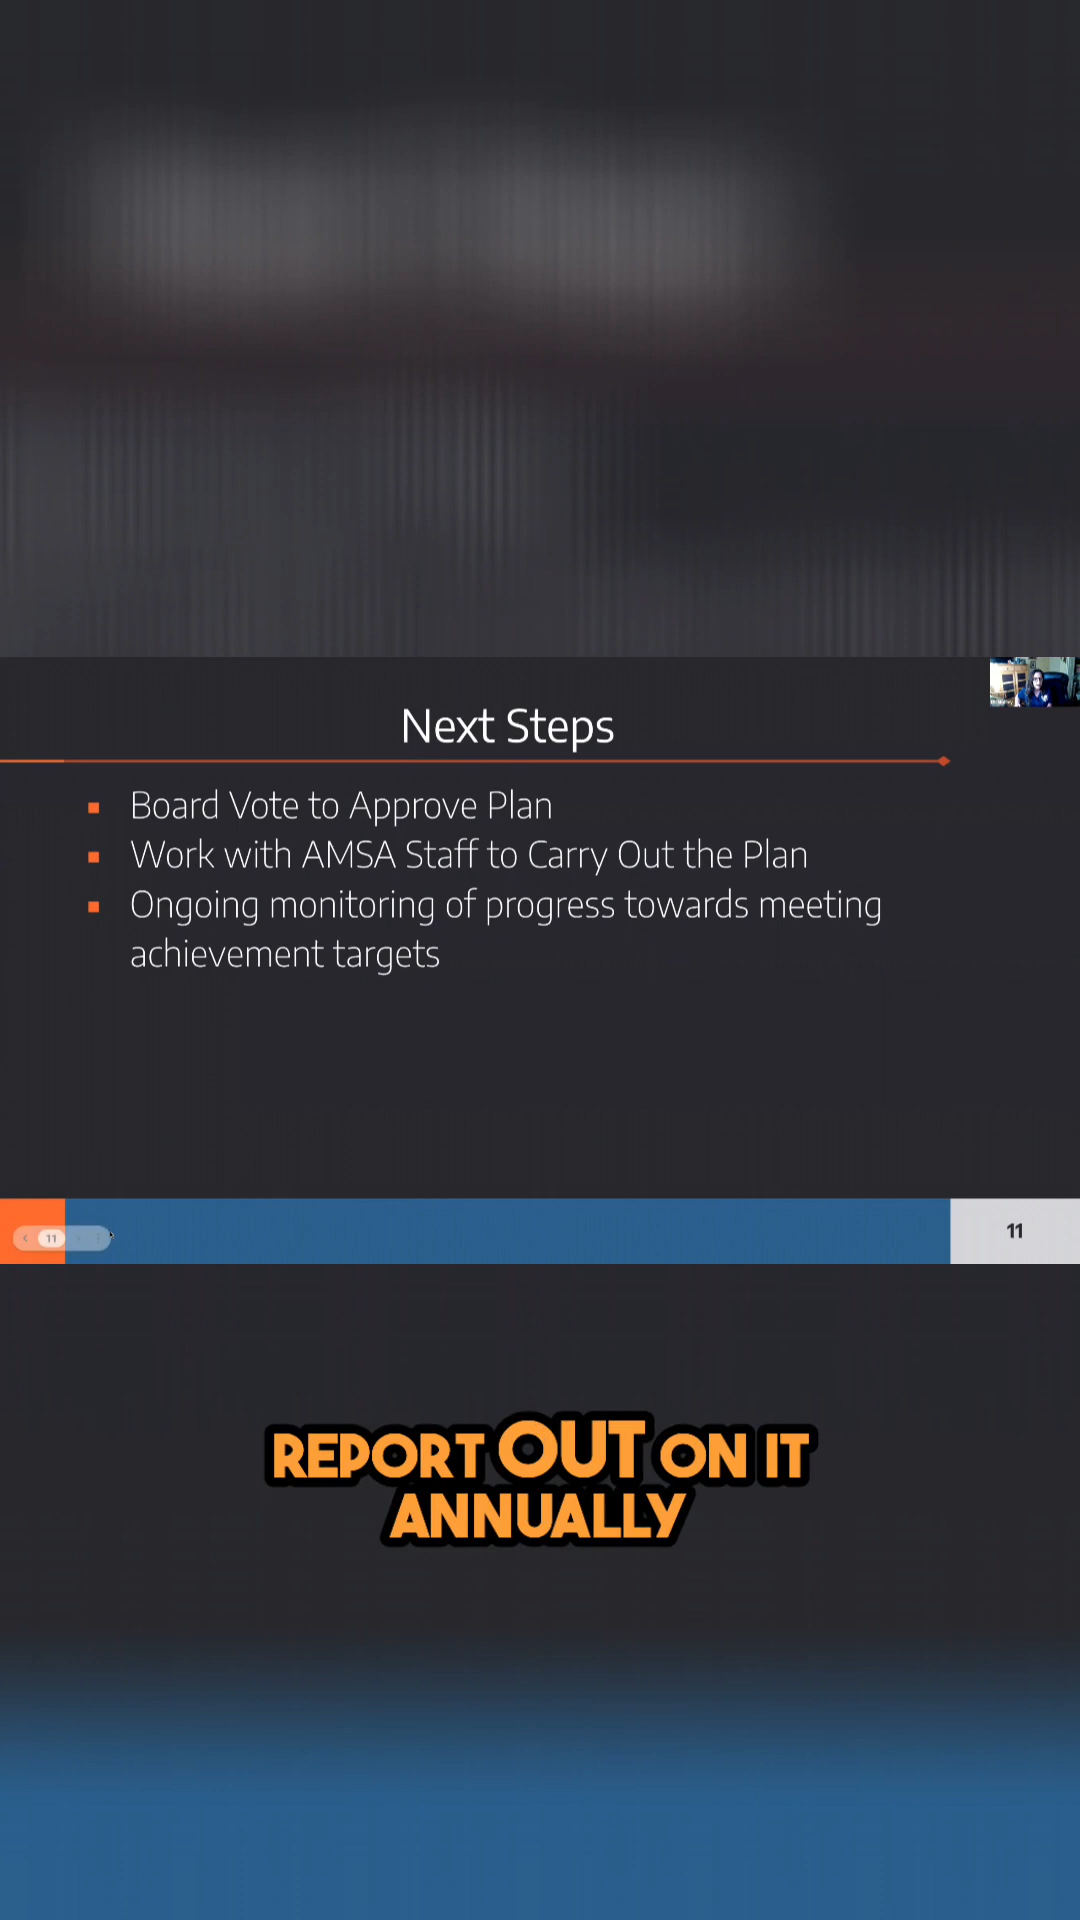 Next Steps
Board Vote to Approve Plan
Work with AMSA Staff to Carry Out the Plan
Ongoing monitoring of progress towards meeting
achievement targets
11
11
REPORT OUT ON IT
ANNUALLY